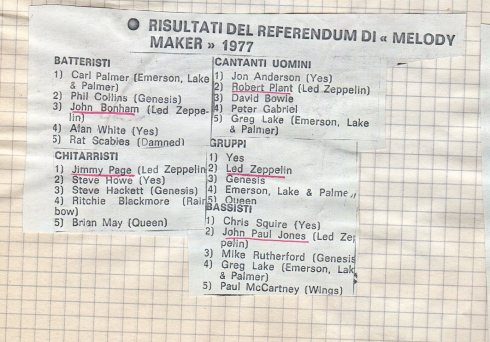 ● RISULTATI DEL REFERENDUM DI « MELODY
MAKER » 1977
BATTERISTI
1) Carl Palmer (Emerson, Lake
& Palmer)
2) Phil Collins (Genesis)
3) John Bonham (Led Zeppe-
lin)
4) Alan White (Yes)
5) Rat Scabies (Damned)
CHITARRISTI
1) Jimmy Page (Led Zeppelin
2) Steve Howe (Yes)
3) Steve Hackett (Genesis)
4) Ritchie Blackmore (Rain
bow)
5) Brian May (Queen)
CANTANTI UOMINI
1) Jon Anderson (Yes)
2) Robert Plant (Led Zeppelin)
3) David Bowie
4) Peter Gabriel
5) Greg Lake (Emerson, Lake
& Palmer)
GRUPPI
1) Yes
2) Led Zeppelin
3) Genesis
4) Emerson, Lake & Palme
5) Queen
BASSISTI
1) Chris Squire (Yes)
2) John Paul Jones (Led Zep
pelin)
3) Mike Rutherford (Genesis
4) Greg Lake (Emerson, Lak
& Palmer)
5) Paul McCartney (Wings)